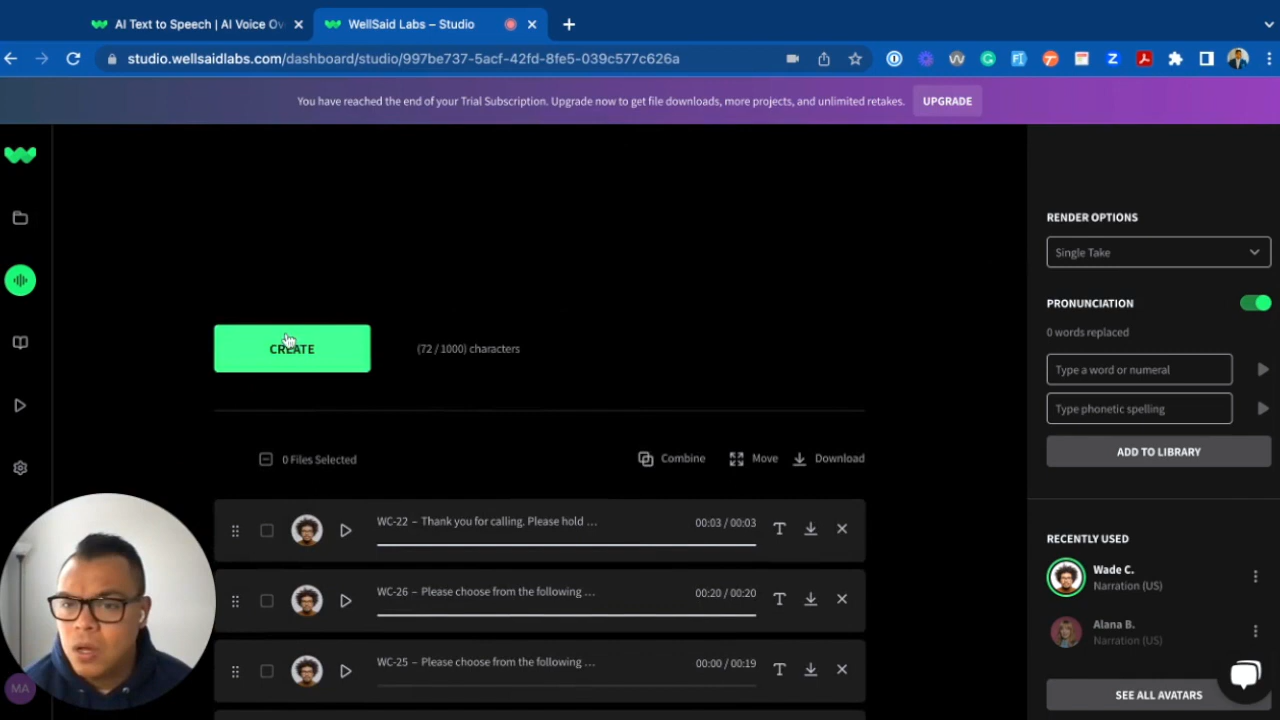 AI Text to Speech | AI Voice Ov
WellSaid Labs – Studio
studio.wellsaidlabs.com/dashboard/studio/997be737-5acf-42fd-8fe5-039c577c626a
You have reached the end of your Trial Subscription. Upgrade now to get file downloads, more projects, and unlimited retakes.
UPGRADE
RENDER OPTIONS
Single Take
PRONUNCIATION
0 words replaced
Type a word or numeral
Type phonetic spelling
ADD TO LIBRARY
CREATE
(72 / 1000) characters
0 Files Selected
Combine
Move
Download
WC-22 – Thank you for calling. Please hold ...
00:03 / 00:03
WC-26 – Please choose from the following ...
00:20 / 00:20
WC-25 – Please choose from the following ...
00:00 / 00:19
RECENTLY USED
Wade C.
Narration (US)
Alana B.
Narration (US)
SEE ALL AVATARS
MA